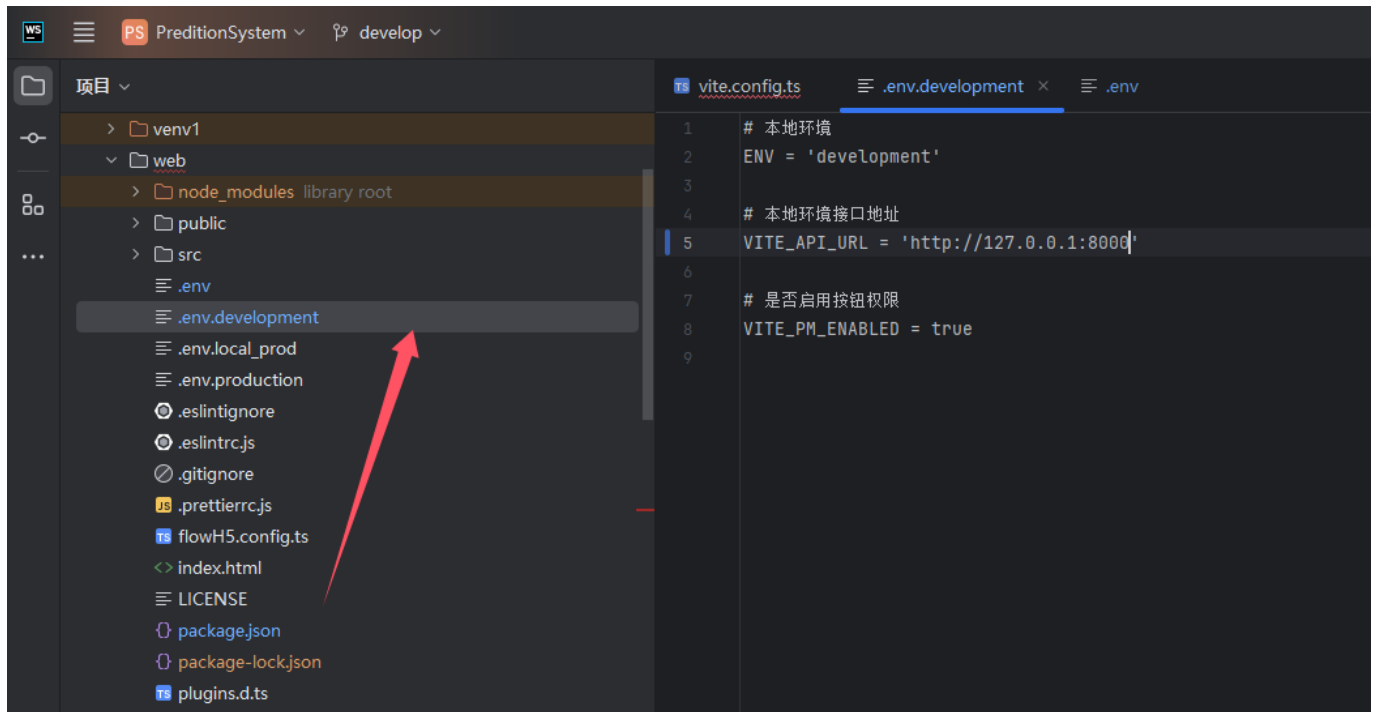 WS
PS PreditionSystem develop
项目
venv1
web
node_modules library root
public
src
.env
.env.development
.env.local_prod
.env.production
.eslintignore
.eslintrc.js
.gitignore
JS .prettierrc.js
TS flowH5.config.ts
<> index.html
LICENSE
{} package.json
{} package-lock.json
TS plugins.d.ts
TS vite.config.ts .env.development × .env
1 # 本地环境
2 ENV = 'development'
3
4 # 本地环境接口地址
5 VITE_API_URL = 'http://127.0.0.1:8000'
6
7 # 是否启用按钮权限
8 VITE_PM_ENABLED = true
9